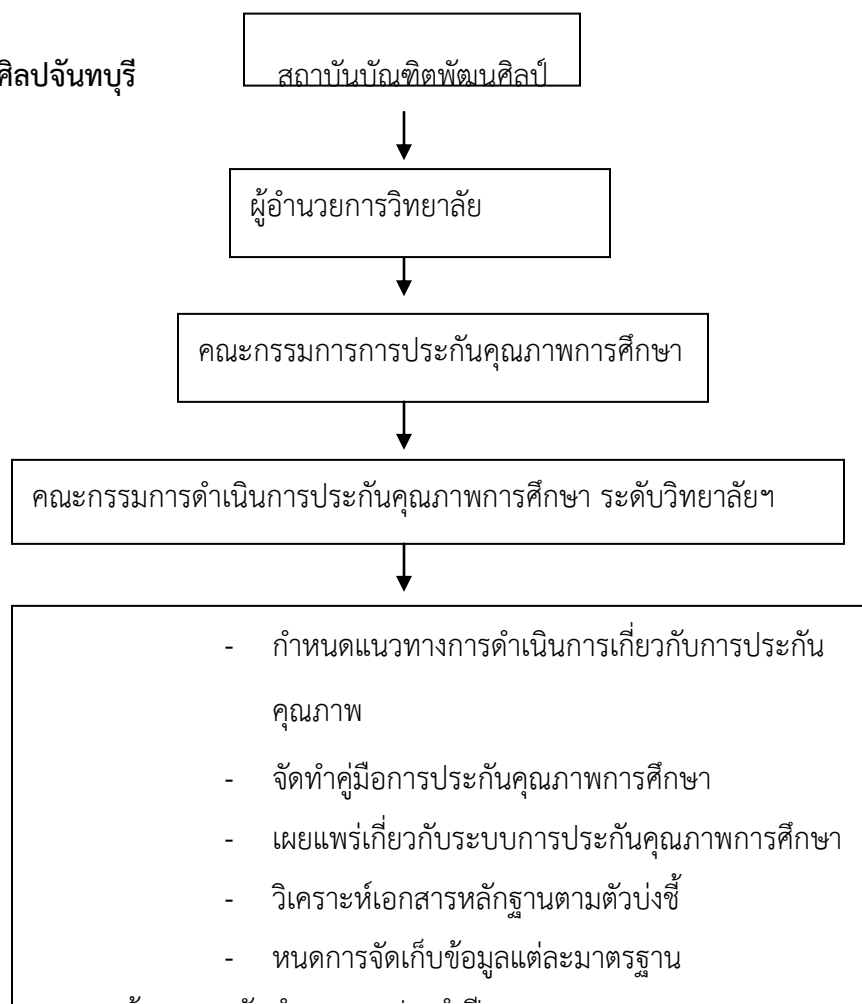 ศิลปจันทบุรี
สถาบันบัณฑิตพัฒนศิลป์
ผู้อำนวยการวิทยาลัย
คณะกรรมการการประกันคุณภาพการศึกษา
คณะกรรมการดำเนินการประกันคุณภาพการศึกษา ระดับวิทยาลัยฯ
- กำหนดแนวทางการดำเนินการเกี่ยวกับการประกัน
คุณภาพ
- จัดทำคู่มือการประกันคุณภาพการศึกษา
- เผยแพร่เกี่ยวกับระบบการประกันคุณภาพการศึกษา
- วิเคราะห์เอกสารหลักฐานตามตัวบ่งชี้
- หนดการจัดเก็บข้อมูลแต่ละมาตรฐาน